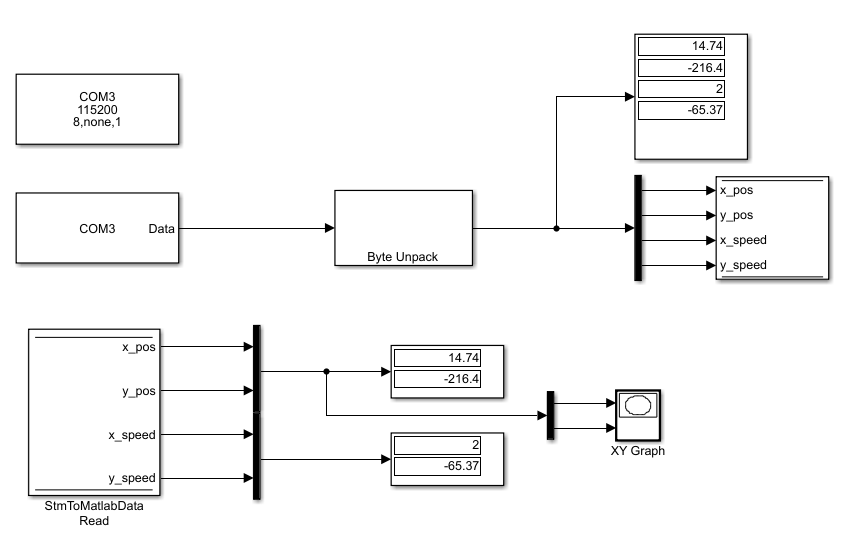 COM3
115200
8,none,1
14.74
-216.4
2
-65.37
COM3
Data
Byte Unpack
x_pos
y_pos
x_speed
y_speed
x_pos
y_pos
x_speed
y_speed
StmToMatlabData
Read
14.74
-216.4
2
-65.37
XY Graph